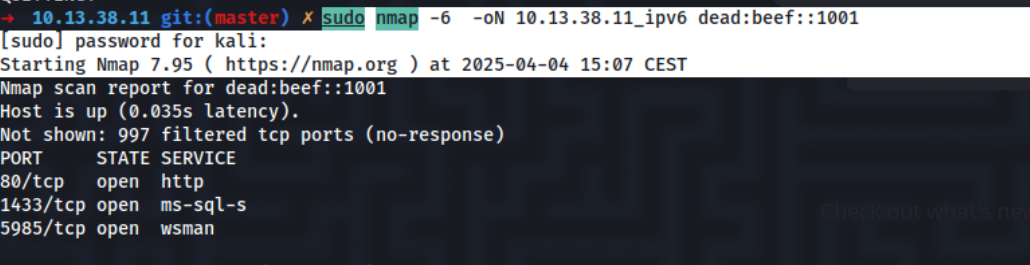 → 10.13.38.11 git:(master) ✗ sudo nmap -6  -oN 10.13.38.11_ipv6 dead:beef::1001
[sudo] password for kali:
Starting Nmap 7.95 ( https://nmap.org ) at 2025-04-04 15:07 CEST
Nmap scan report for dead:beef::1001
Host is up (0.035s latency).
Not shown: 997 filtered tcp ports (no-response)
PORT     STATE SERVICE
80/tcp   open  http
1433/tcp open  ms-sql-s
5985/tcp open  wsman
Check out what's